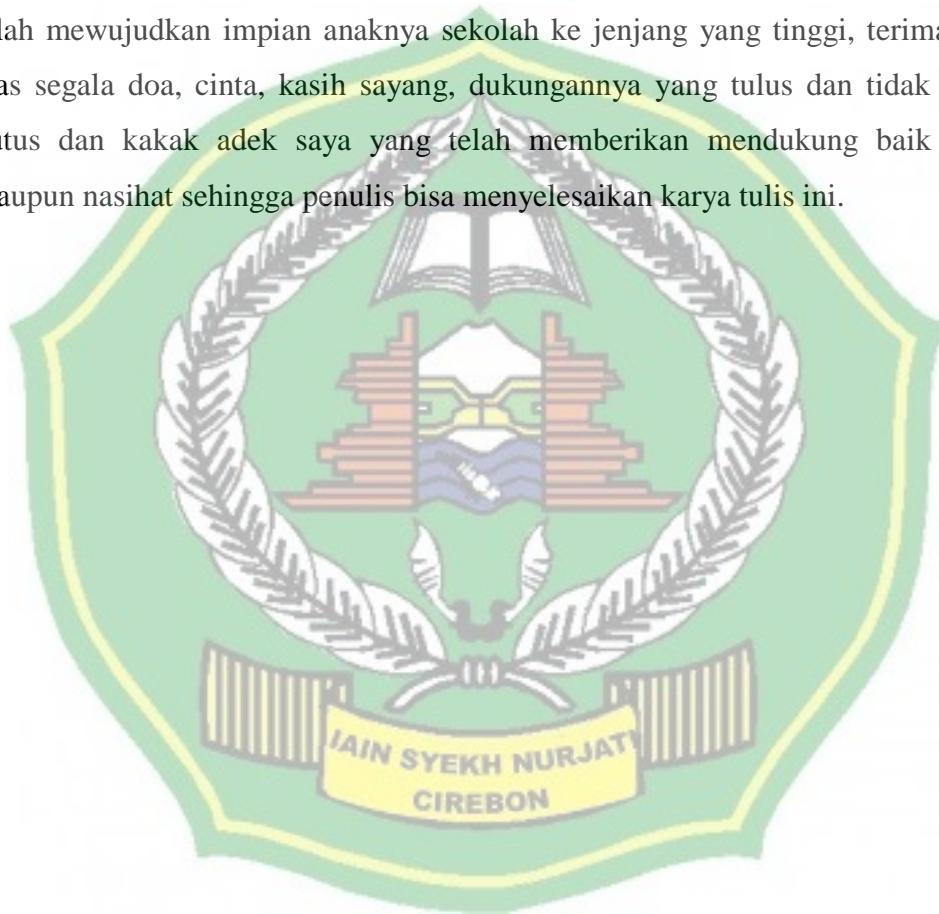 lah mewujudkan impian anaknya sekolah ke jenjang yang tinggi, terima
as segala doa, cinta, kasih sayang, dukungannya yang tulus dan tidak
utus dan kakak adek saya yang telah memberikan mendukung baik
aupun nasihat sehingga penulis bisa menyelesaikan karya tulis ini.
IAIN SYEKH NURJATI
CIREBON